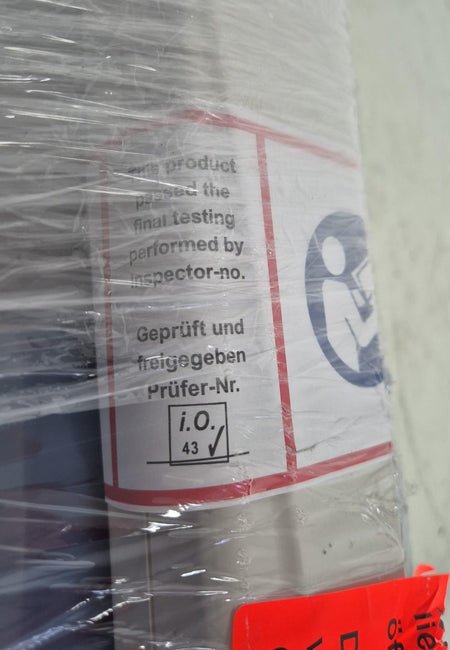 This product
passed the
final testing
performed by
inspector-no.
Geprüft und
freigegeben
Prüfer-Nr.
i.O.
43 ✓